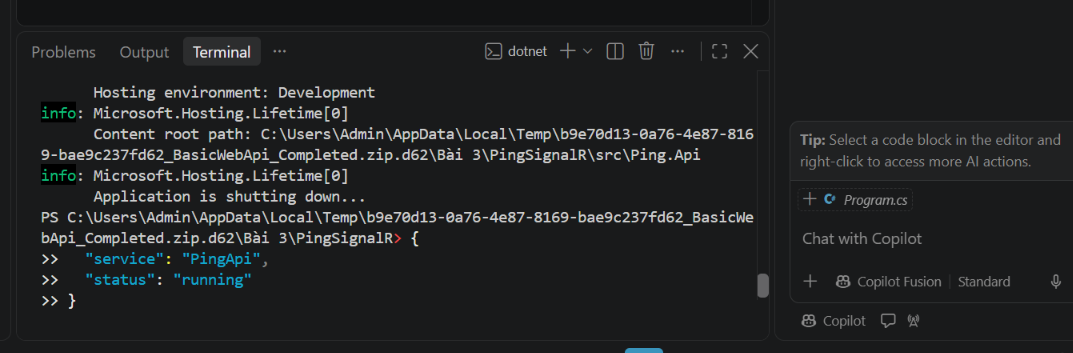 Problems Output Terminal ... dotnet
Hosting environment: Development
info: Microsoft.Hosting.Lifetime[0]
Content root path: C:\Users\Admin\AppData\Local\Temp\b9e70d13-0a76-4e87-816
9-bae9c237fd62_BasicWebApi_Completed.zip.d62\Bài 3\PingSignalR\src\Ping.Api
info: Microsoft.Hosting.Lifetime[0]
Application is shutting down...
PS C:\Users\Admin\AppData\Local\Temp\b9e70d13-0a76-4e87-8169-bae9c237fd62_BasicWe
bApi_Completed.zip.d62\Bài 3\PingSignalR> {
>>   "service": "PingApi",
>>   "status": "running"
>> }
Tip: Select a code block in the editor and
right-click to access more AI actions.
Program.cs
Chat with Copilot
Copilot Fusion | Standard
Copilot